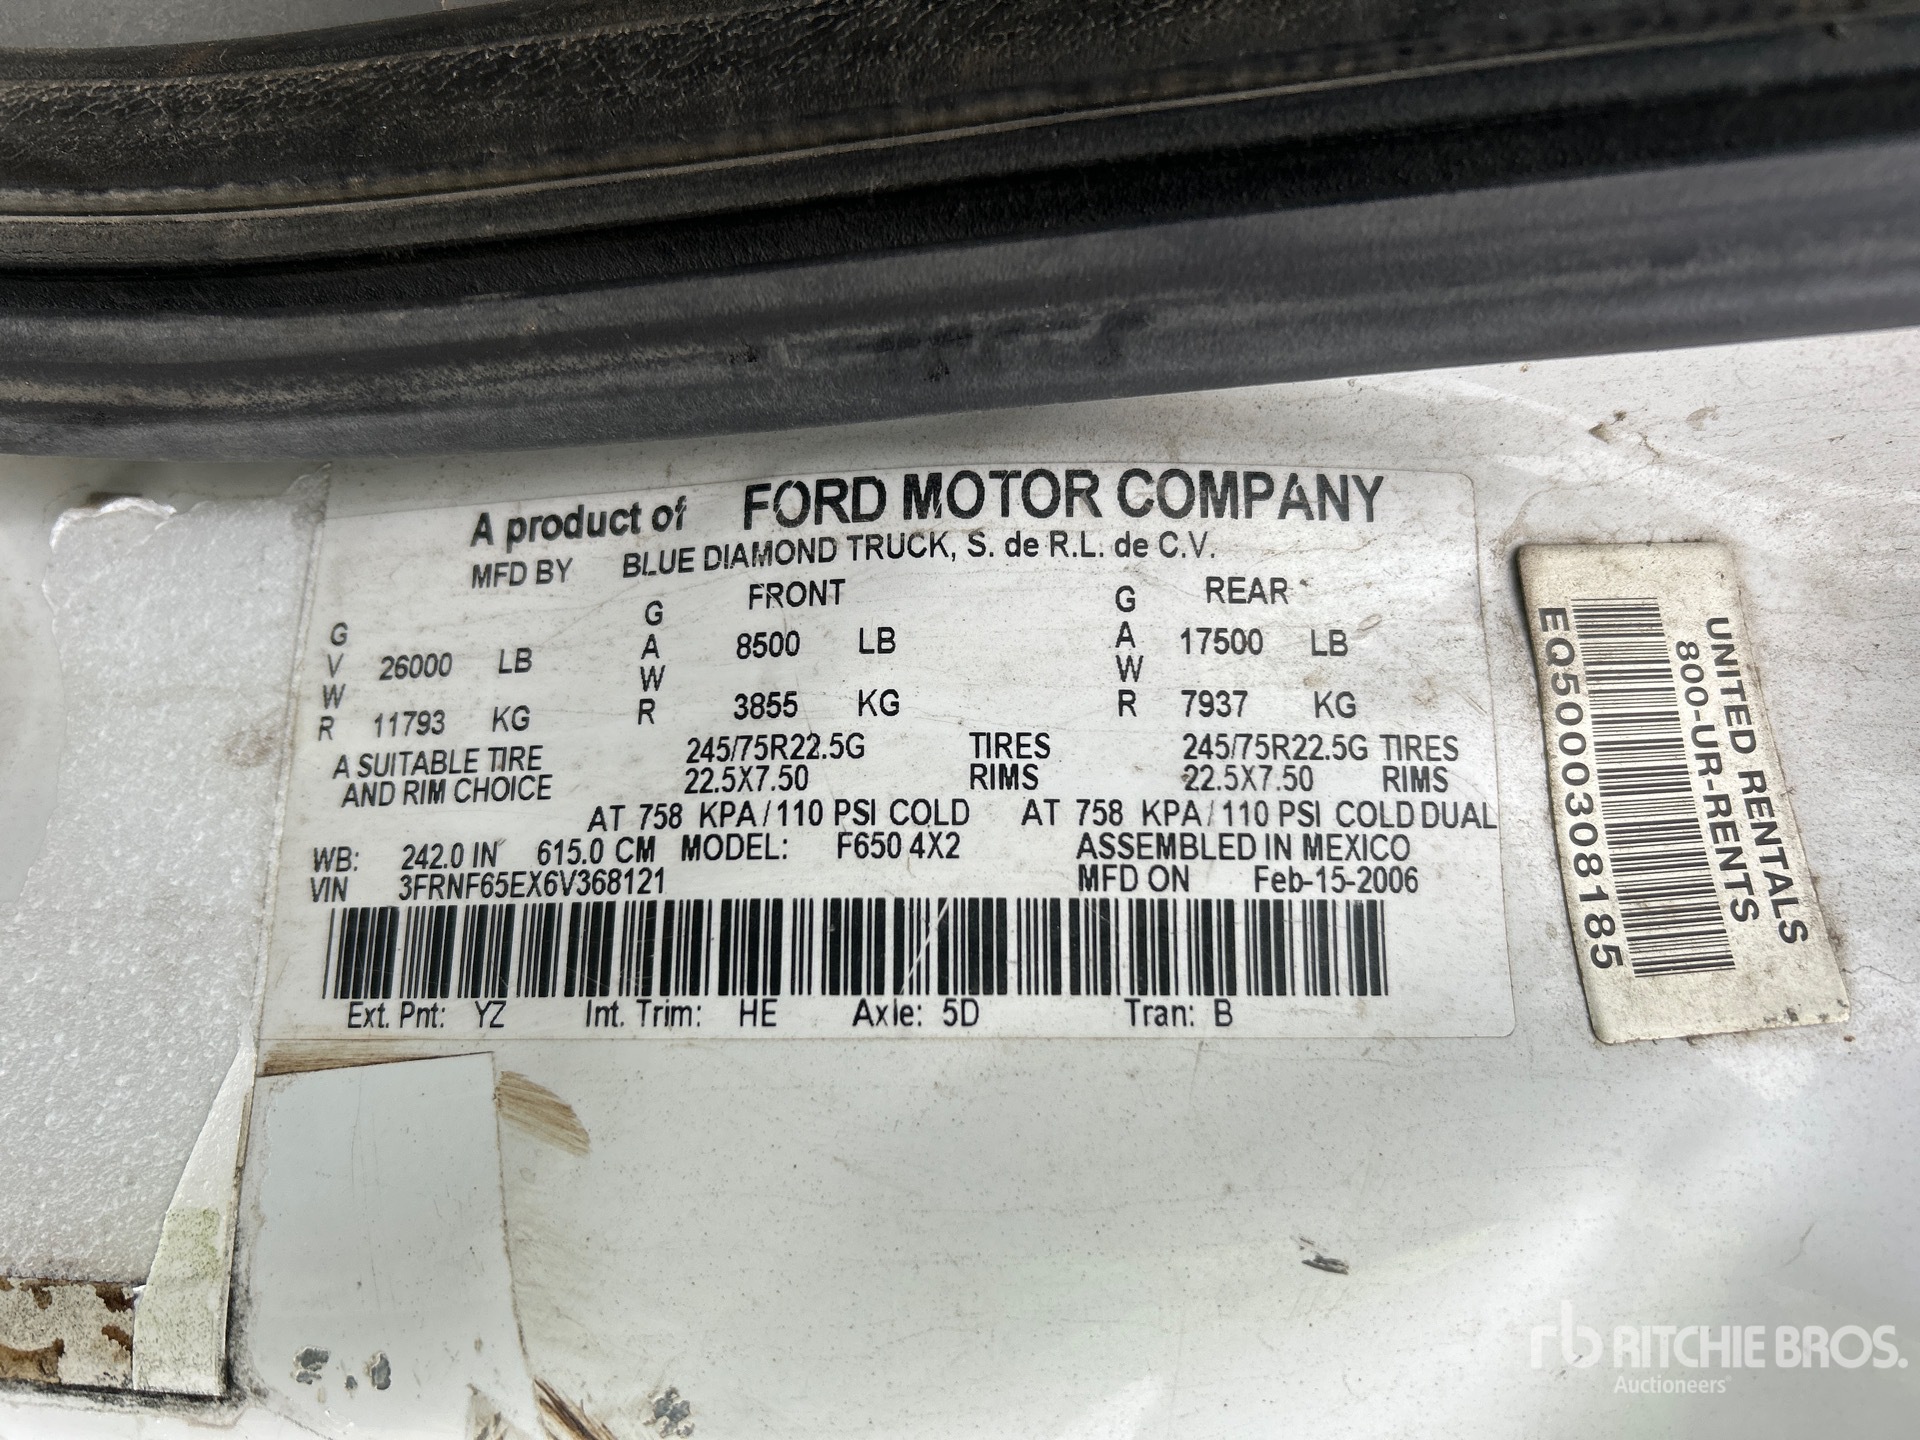 A product of FORD MOTOR COMPANY
MFD BY BLUE DIAMOND TRUCK, S. de R.L. de C.V.
FRONT REAR
GVWR 26000 LB GAWR 8500 LB GAWR 17500 LB
11793 KG 3855 KG 7937 KG
A SUITABLE TIRE 245/75R22.5G TIRES 245/75R22.5G TIRES
AND RIM CHOICE 22.5X7.50 RIMS 22.5X7.50 RIMS
AT 758 KPA/110 PSI COLD AT 758 KPA/110 PSI COLD DUAL
WB: 242.0 IN 615.0 CM MODEL: F650 4X2 ASSEMBLED IN MEXICO
VIN 3FRNF65EX6V368121 MFD ON Feb-15-2006
Ext. Pnt: YZ Int. Trim: HE Axle: 5D Tran: B
UNITED RENTALS
800-UR-RENTS
EQ5000308185
rb RITCHIE BROS.
Auctioneers